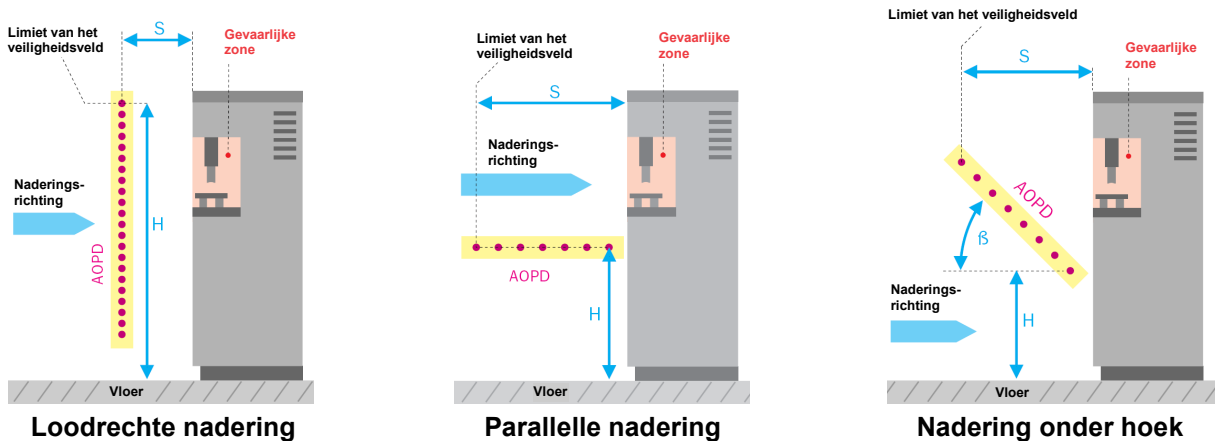 Limiet van het
veiligheidsveld
S
Gevaarlijke
zone
Naderings-
richting
H
AOPD
Vloer
Loodrechte nadering
Limiet van het
veiligheidsveld
Gevaarlijke
zone
S
Naderings-
richting
AOPD
H
Vloer
Parallelle nadering
Limiet van het veiligheidsveld
Gevaarlijke
zone
S
AOPD
ß
Naderings-
richting
H
Vloer
Nadering onder hoek